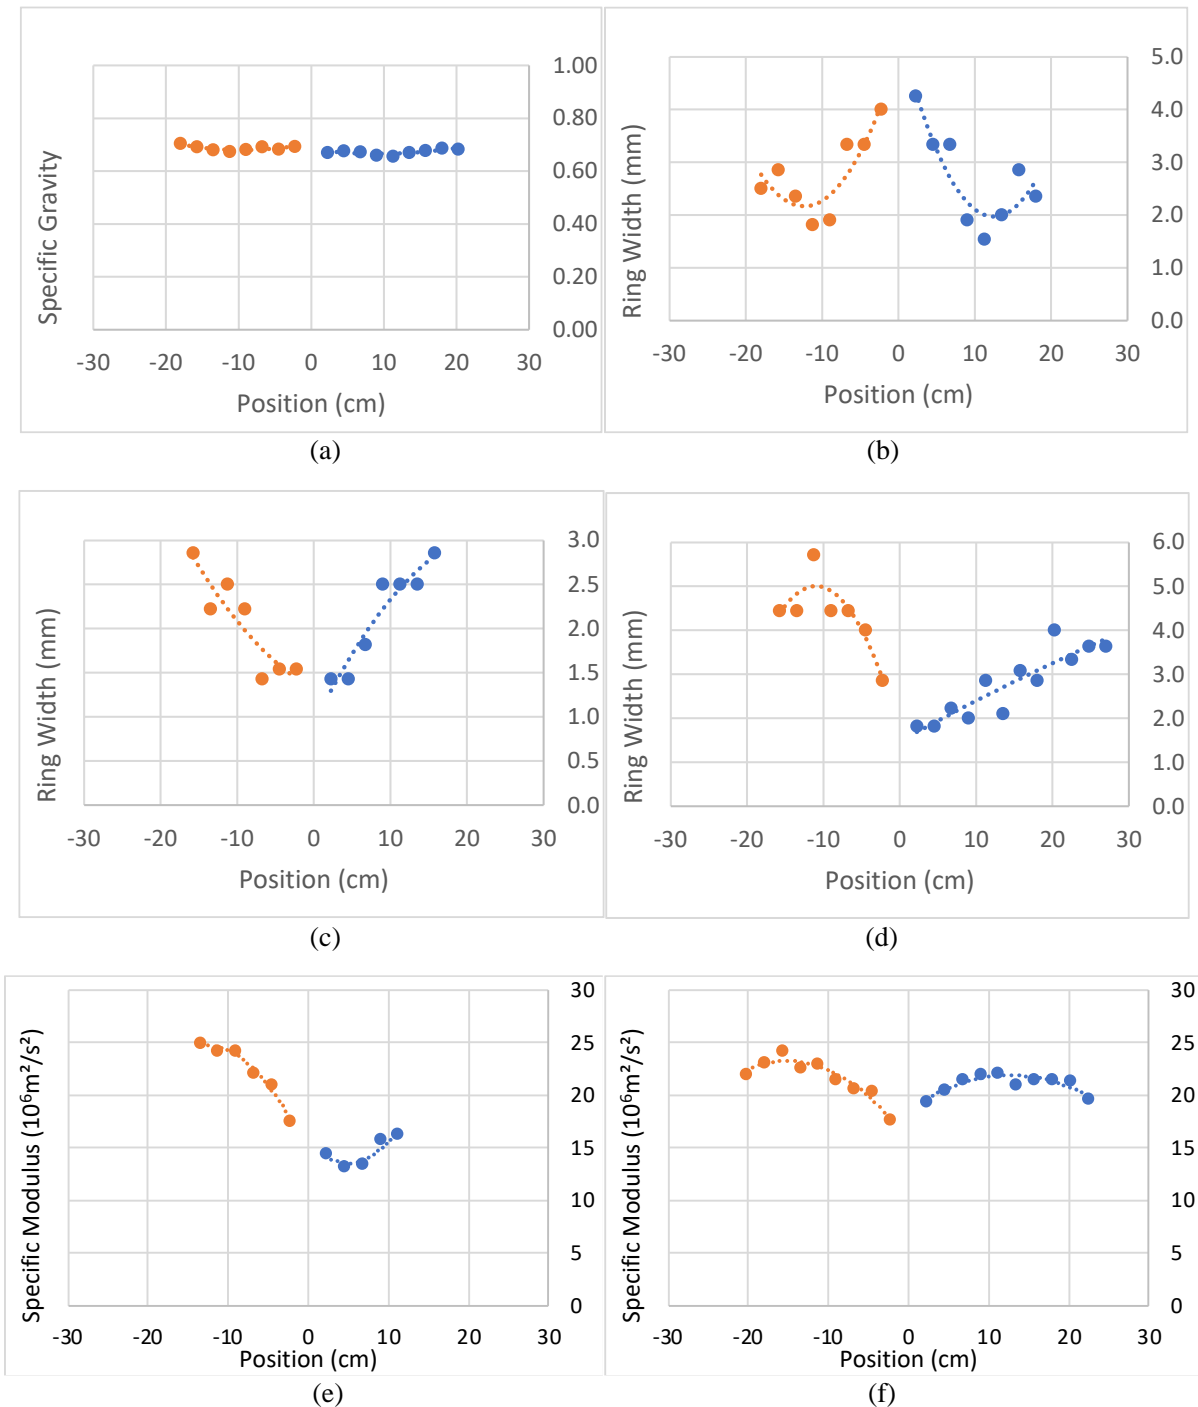 1.00
0.80
0.60
0.40
0.20
0.00
-30 -20 -10 0 10 20 30
Specific Gravity
Position (cm)
(a)
5.0
4.0
3.0
2.0
1.0
0.0
-30 -20 -10 0 10 20 30
Ring Width (mm)
Position (cm)
(b)
3.0
2.5
2.0
1.5
1.0
0.5
0.0
-30 -20 -10 0 10 20 30
Ring Width (mm)
Position (cm)
(c)
6.0
5.0
4.0
3.0
2.0
1.0
0.0
-30 -20 -10 0 10 20 30
Ring Width (mm)
Position (cm)
(d)
30
25
20
15
10
5
0
-30 -20 -10 0 10 20 30
Specific Modulus (10⁶m²/s²)
Position (cm)
(e)
30
25
20
15
10
5
0
-30 -20 -10 0 10 20 30
Specific Modulus (10⁶m²/s²)
Position (cm)
(f)